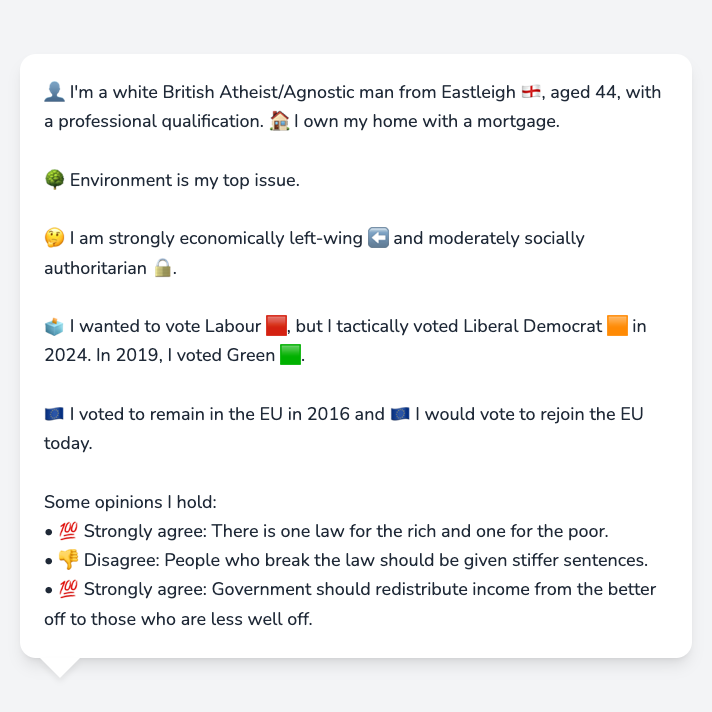 👤 I'm a white British Atheist/Agnostic man from Eastleigh 🏴󠁧󠁢󠁥󠁮󠁧󠁿, aged 44, with
a professional qualification. 🏠 I own my home with a mortgage.
🌳 Environment is my top issue.
🤔 I am strongly economically left-wing ⬅️ and moderately socially
authoritarian 🔒.
🗳️ I wanted to vote Labour 🟥, but I tactically voted Liberal Democrat 🟧 in
2024. In 2019, I voted Green 🟩.
🇪🇺 I voted to remain in the EU in 2016 and 🇪🇺 I would vote to rejoin the EU
today.
Some opinions I hold:
• 💯 Strongly agree: There is one law for the rich and one for the poor.
• 👎 Disagree: People who break the law should be given stiffer sentences.
• 💯 Strongly agree: Government should redistribute income from the better
off to those who are less well off.